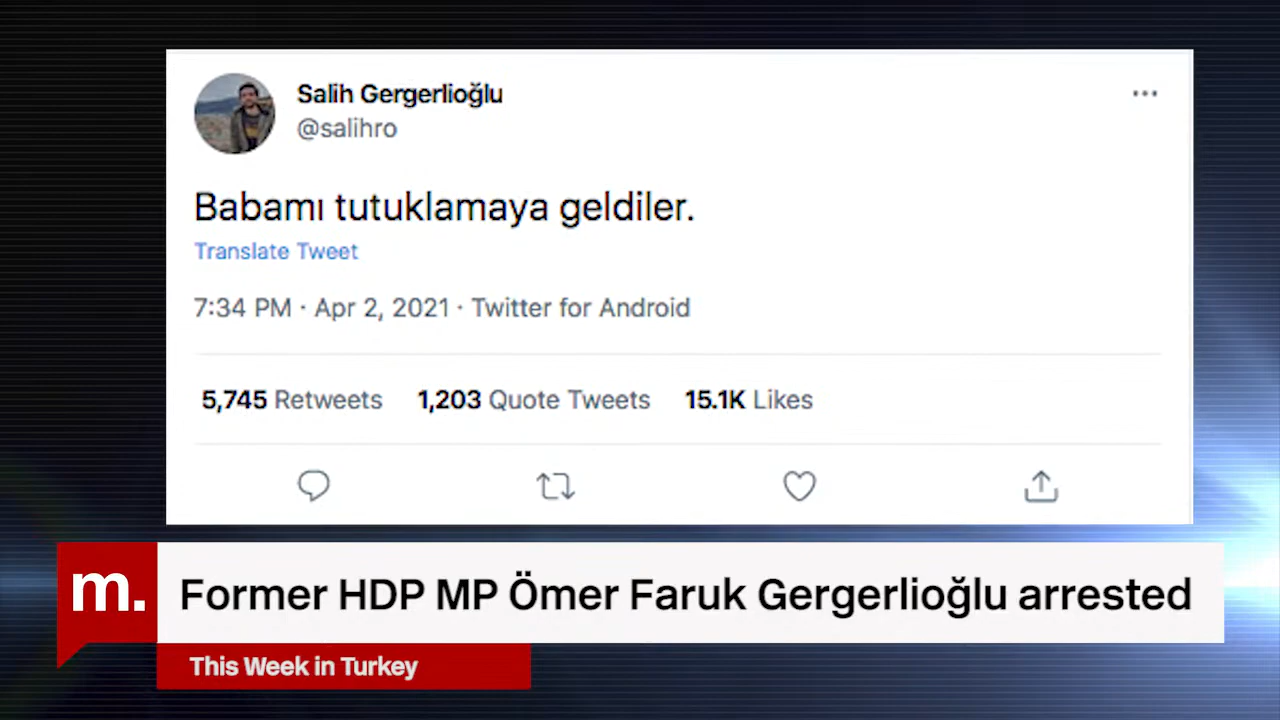 Salih Gergerlioğlu
@salihro
Babamı tutuklamaya geldiler.
Translate Tweet
7:34 PM · Apr 2, 2021 · Twitter for Android
5,745 Retweets 1,203 Quote Tweets 15.1K Likes
m. Former HDP MP Ömer Faruk Gergerlioğlu arrested
This Week in Turkey